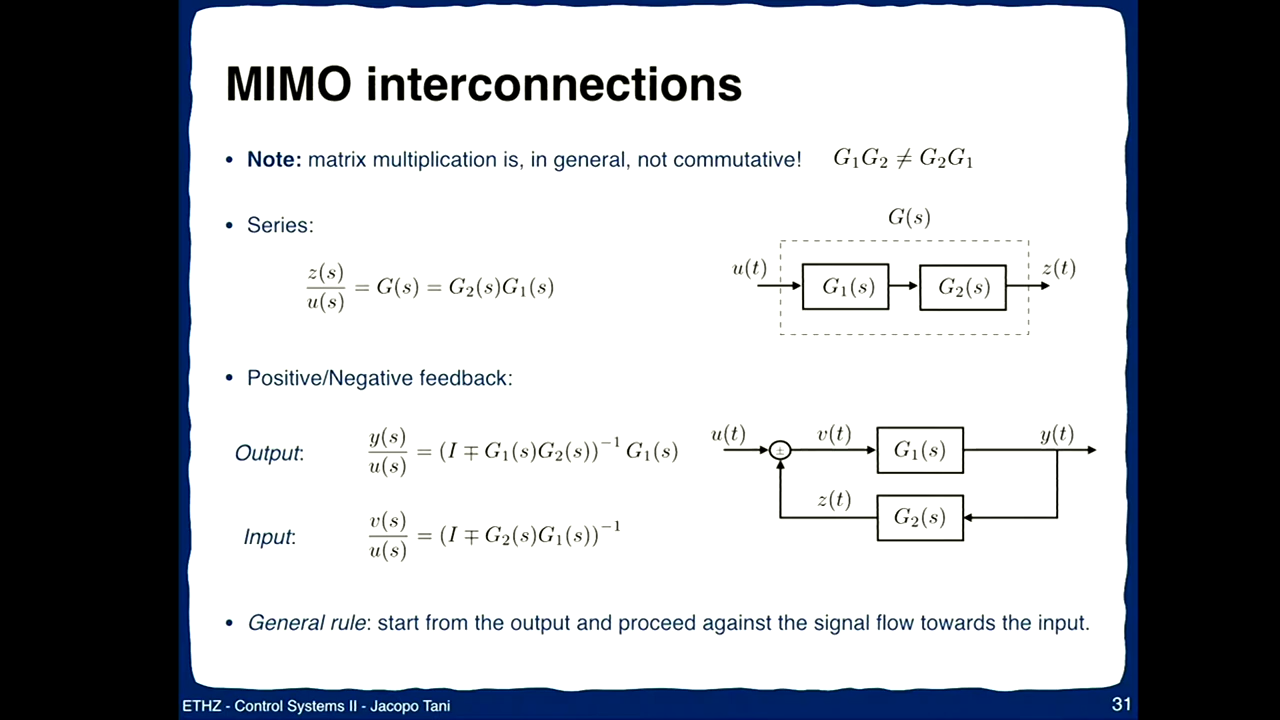 MIMO interconnections
• Note: matrix multiplication is, in general, not commutative! G₁G₂ ≠ G₂G₁
• Series:
G(s)
z(s)/u(s) = G(s) = G₂(s)G₁(s)
u(t) G₁(s) G₂(s) z(t)
• Positive/Negative feedback:
Output: y(s)/u(s) = (I ∓ G₁(s)G₂(s))⁻¹ G₁(s)
u(t) ± v(t) G₁(s) y(t)
z(t) G₂(s)
Input: v(s)/u(s) = (I ∓ G₂(s)G₁(s))⁻¹
• General rule: start from the output and proceed against the signal flow towards the input.
ETHZ - Control Systems II - Jacopo Tani
31